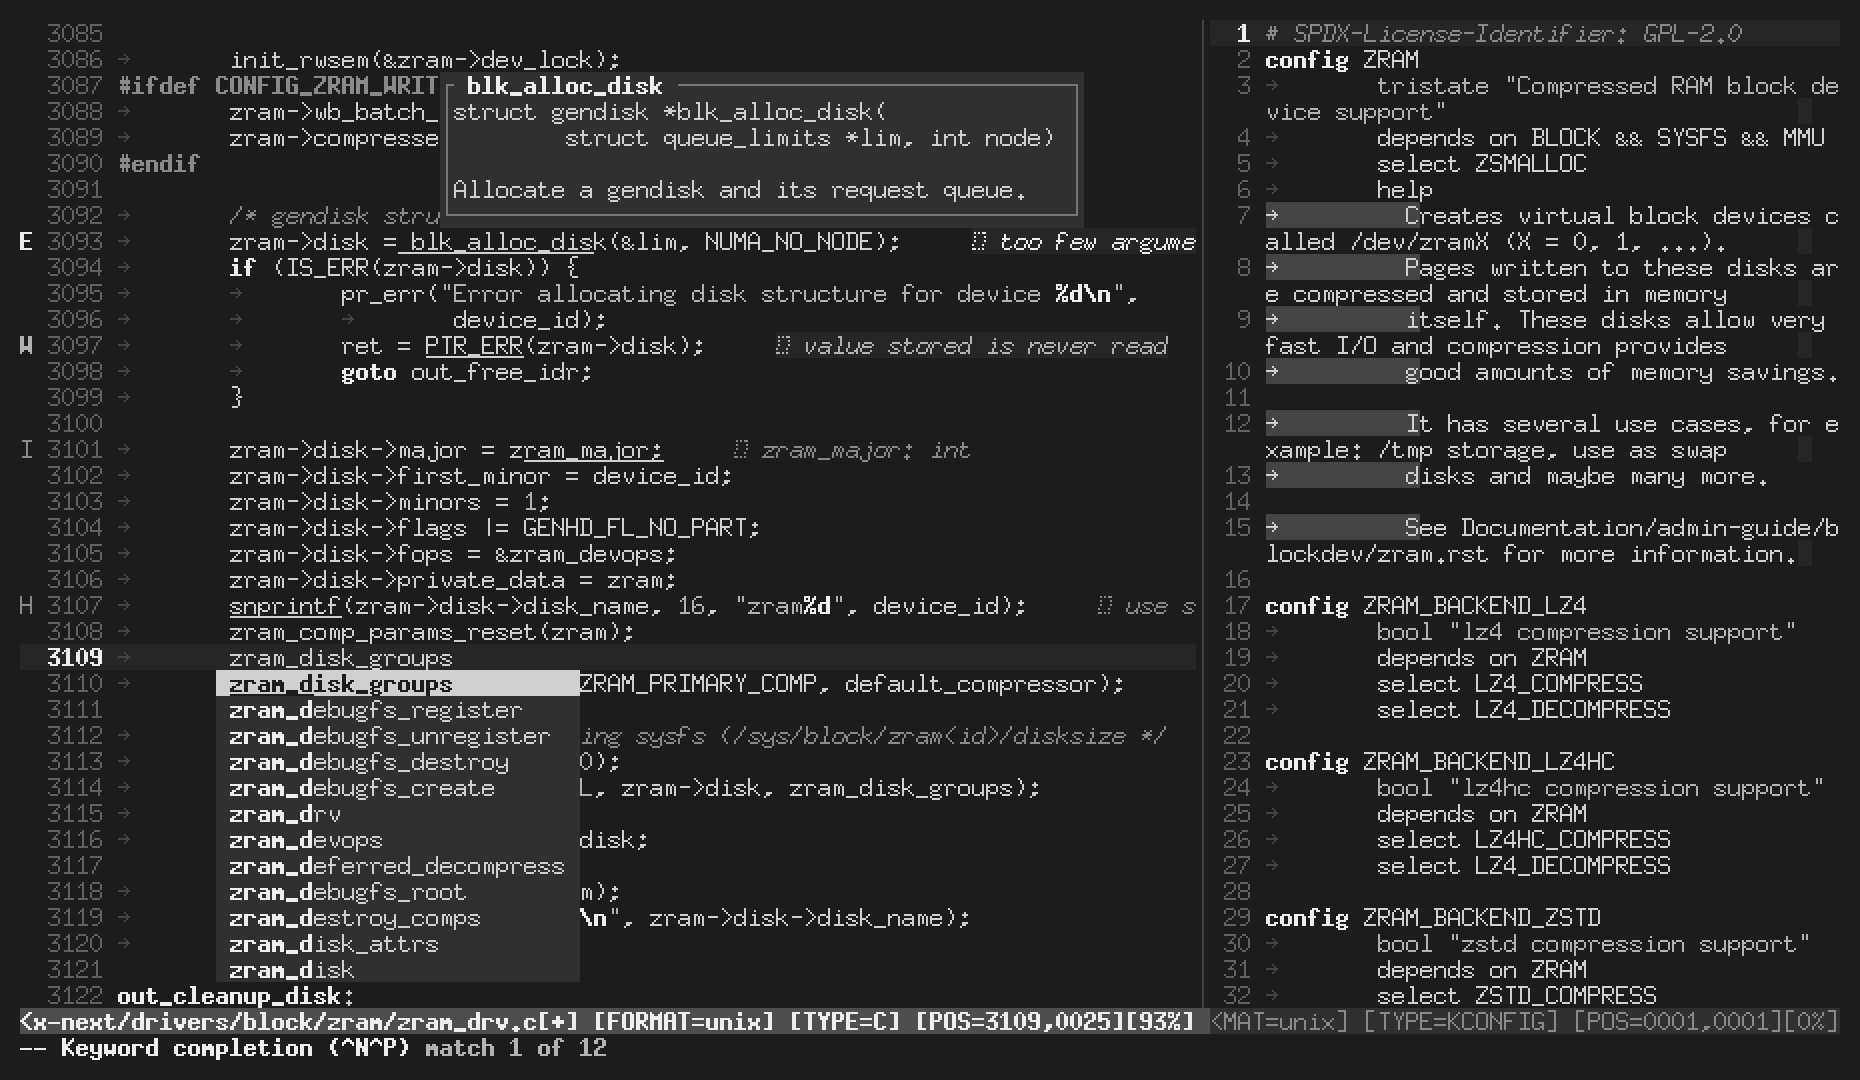 3085
3086 → init_rwsem(&zram->dev_lock);
3087 #ifdef CONFIG_ZRAM_WRIT
3088 → zram->wb_batch_
3089 → zram->compresse
3090 #endif
3091
3092 → /* gendisk stru
blk_alloc_disk
struct gendisk *blk_alloc_disk(
struct queue_limits *lim, int node)
Allocate a gendisk and its request queue.
E 3093 → zram->disk = blk_alloc_disk(&lim, NUMA_NO_NODE); too few argume
3094 → if (IS_ERR(zram->disk)) {
3095 → → pr_err("Error allocating disk structure for device %d\n",
3096 → → → device_id);
W 3097 → → ret = PTR_ERR(zram->disk); value stored is never read
3098 → → goto out_free_idr;
3099 → }
3100
I 3101 → zram->disk->major = zram_major; zram_major: int
3102 → zram->disk->first_minor = device_id;
3103 → zram->disk->minors = 1;
3104 → zram->disk->flags |= GENHD_FL_NO_PART;
3105 → zram->disk->fops = &zram_devops;
3106 → zram->disk->private_data = zram;
H 3107 → snprintf(zram->disk->disk_name, 16, "zram%d", device_id); use s
3108 → zram_comp_params_reset(zram);
3109 → zram_disk_groups
3110 → zram_disk_groups ZRAM_PRIMARY_COMP, default_compressor);
3111 zram_debugfs_register
3112 → zram_debugfs_unregister ing sysfs (/sys/block/zram<id>/disksize */
3113 → zram_debugfs_destroy 0);
3114 → zram_debugfs_create L, zram->disk, zram_disk_groups);
3115 → zram_drv
3116 → zram_devops disk;
3117 zram_deferred_decompress
3118 → zram_debugfs_root m);
3119 → zram_destroy_comps \n", zram->disk->disk_name);
3120 → zram_disk_attrs
3121 zram_disk
3122 out_cleanup_disk:
<x-next/drivers/block/zram/zram_drv.c[+] [FORMAT=unix] [TYPE=C] [POS=3109,0025][93%]
-- Keyword completion (^N^P) match 1 of 12
1 # SPDX-License-Identifier: GPL-2.0
2 config ZRAM
3 → tristate "Compressed RAM block de
vice support"
4 → depends on BLOCK && SYSFS && MMU
5 → select ZSMALLOC
6 → help
7 → Creates virtual block devices c
alled /dev/zramX (X = 0, 1, ...).
8 → Pages written to these disks ar
e compressed and stored in memory
9 → itself. These disks allow very
fast I/O and compression provides
10 → good amounts of memory savings.
11
12 → It has several use cases, for e
xample: /tmp storage, use as swap
13 → disks and maybe many more.
14
15 → See Documentation/admin-guide/b
lockdev/zram.rst for more information.
16
17 config ZRAM_BACKEND_LZ4
18 → bool "lz4 compression support"
19 → depends on ZRAM
20 → select LZ4_COMPRESS
21 → select LZ4_DECOMPRESS
22
23 config ZRAM_BACKEND_LZ4HC
24 → bool "lz4hc compression support"
25 → depends on ZRAM
26 → select LZ4HC_COMPRESS
27 → select LZ4_DECOMPRESS
28
29 config ZRAM_BACKEND_ZSTD
30 → bool "zstd compression support"
31 → depends on ZRAM
32 → select ZSTD_COMPRESS
<MAT=unix] [TYPE=KCONFIG] [POS=0001,0001][0%]